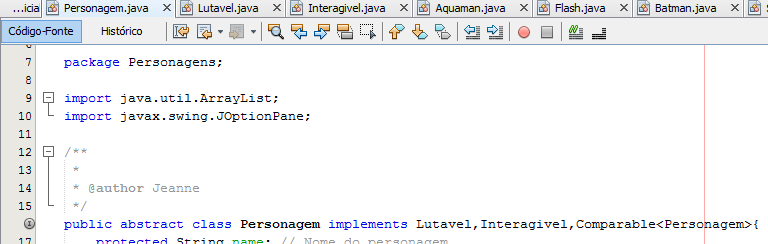 ...icia Personagem.java Lutavel.java Interagivel.java Aquaman.java Flash.java Batman.java
Código-Fonte Histórico
7 package Personagens;
8
9 import java.util.ArrayList;
10 import javax.swing.JOptionPane;
11
12 /**
13 *
14 * @author Jeanne
15 */
public abstract class Personagem implements Lutavel,Interagivel,Comparable<Personagem>{
17 protected String name; // Nome do personagem